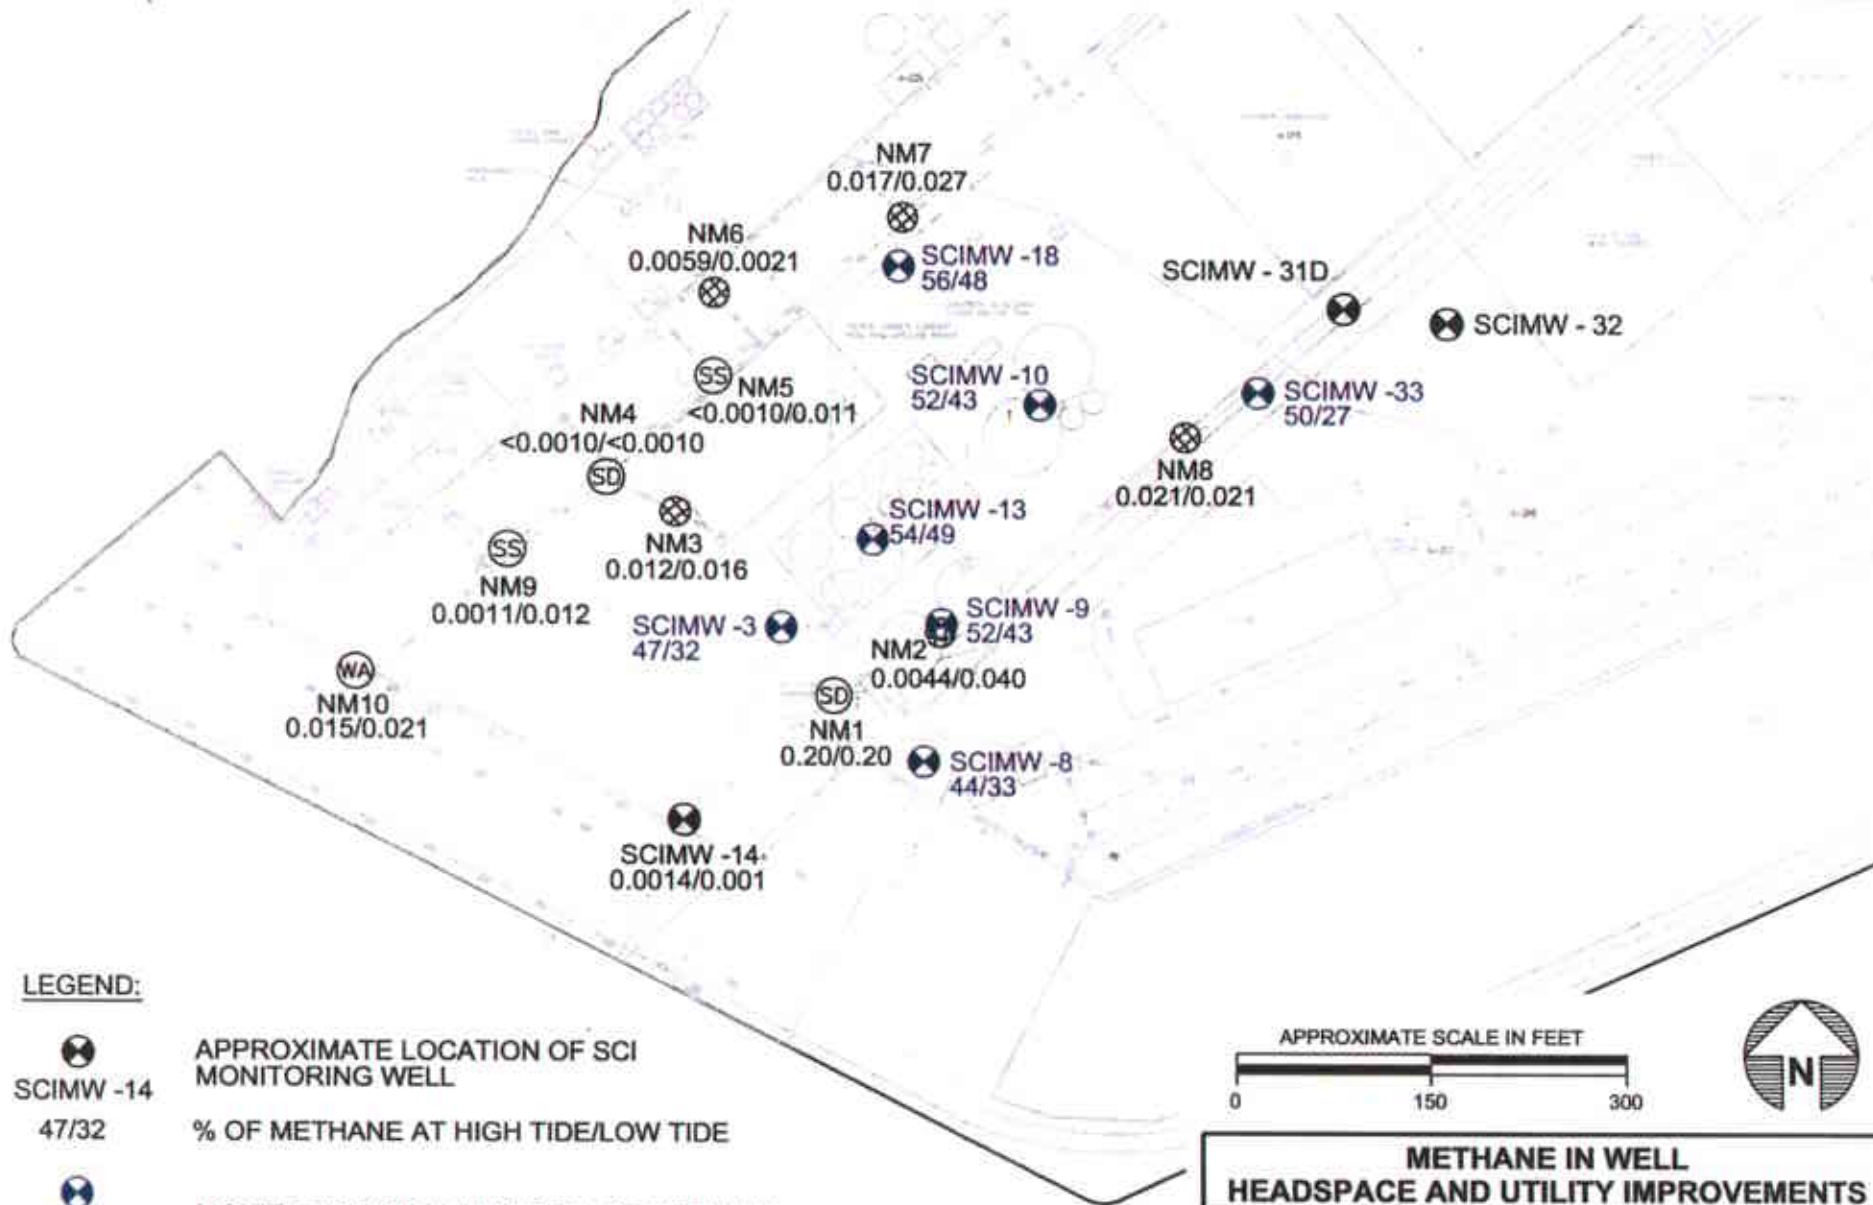 NM7
0.017/0.027
NM6
0.0059/0.0021
SCIMW -18
56/48
SCIMW - 31D
SCIMW - 32
SS
NM5
<0.0010/0.011
SCIMW -10
52/43
SCIMW -33
50/27
NM4
<0.0010/<0.0010
SD
NM8
0.021/0.021
SCIMW -13
54/49
NM3
0.012/0.016
SS
NM9
0.0011/0.012
SCIMW -3
47/32
SCIMW -9
52/43
NM2
0.0044/0.040
WA
NM10
0.015/0.021
SD
NM1
0.20/0.20
SCIMW -8
44/33
SCIMW -14
0.0014/0.001
LEGEND:
APPROXIMATE LOCATION OF SCI
MONITORING WELL
SCIMW -14
47/32
% OF METHANE AT HIGH TIDE/LOW TIDE
APPROXIMATE SCALE IN FEET
0 150 300
N
METHANE IN WELL
HEADSPACE AND UTILITY IMPROVEMENTS